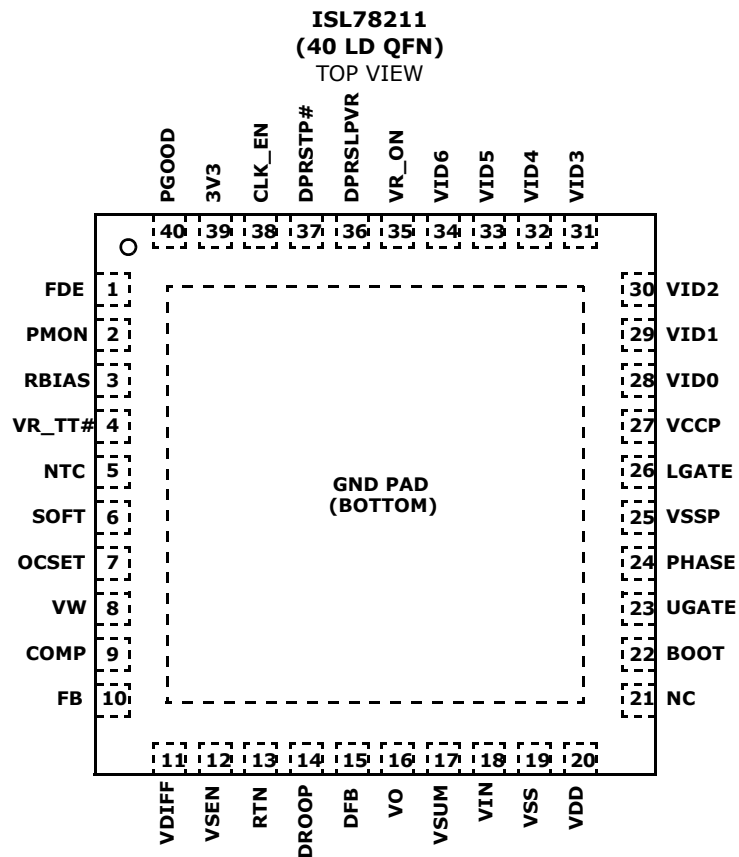 ISL78211
(40 LD QFN)
TOP VIEW
PGOOD
3V3
CLK_EN
DPRSTP#
DPRSLPVR
VR_ON
VID6
VID5
VID4
VID3
40 39 38 37 36 35 34 33 32 31
FDE 1
PMON 2
RBIAS 3
VR_TT# 4
NTC 5
SOFT 6
OCSET 7
VW 8
COMP 9
FB 10
GND PAD
(BOTTOM)
30 VID2
29 VID1
28 VID0
27 VCCP
26 LGATE
25 VSSP
24 PHASE
23 UGATE
22 BOOT
21 NC
11 12 13 14 15 16 17 18 19 20
VDIFF
VSEN
RTN
DROOP
DFB
VO
VSUM
VIN
VSS
VDD